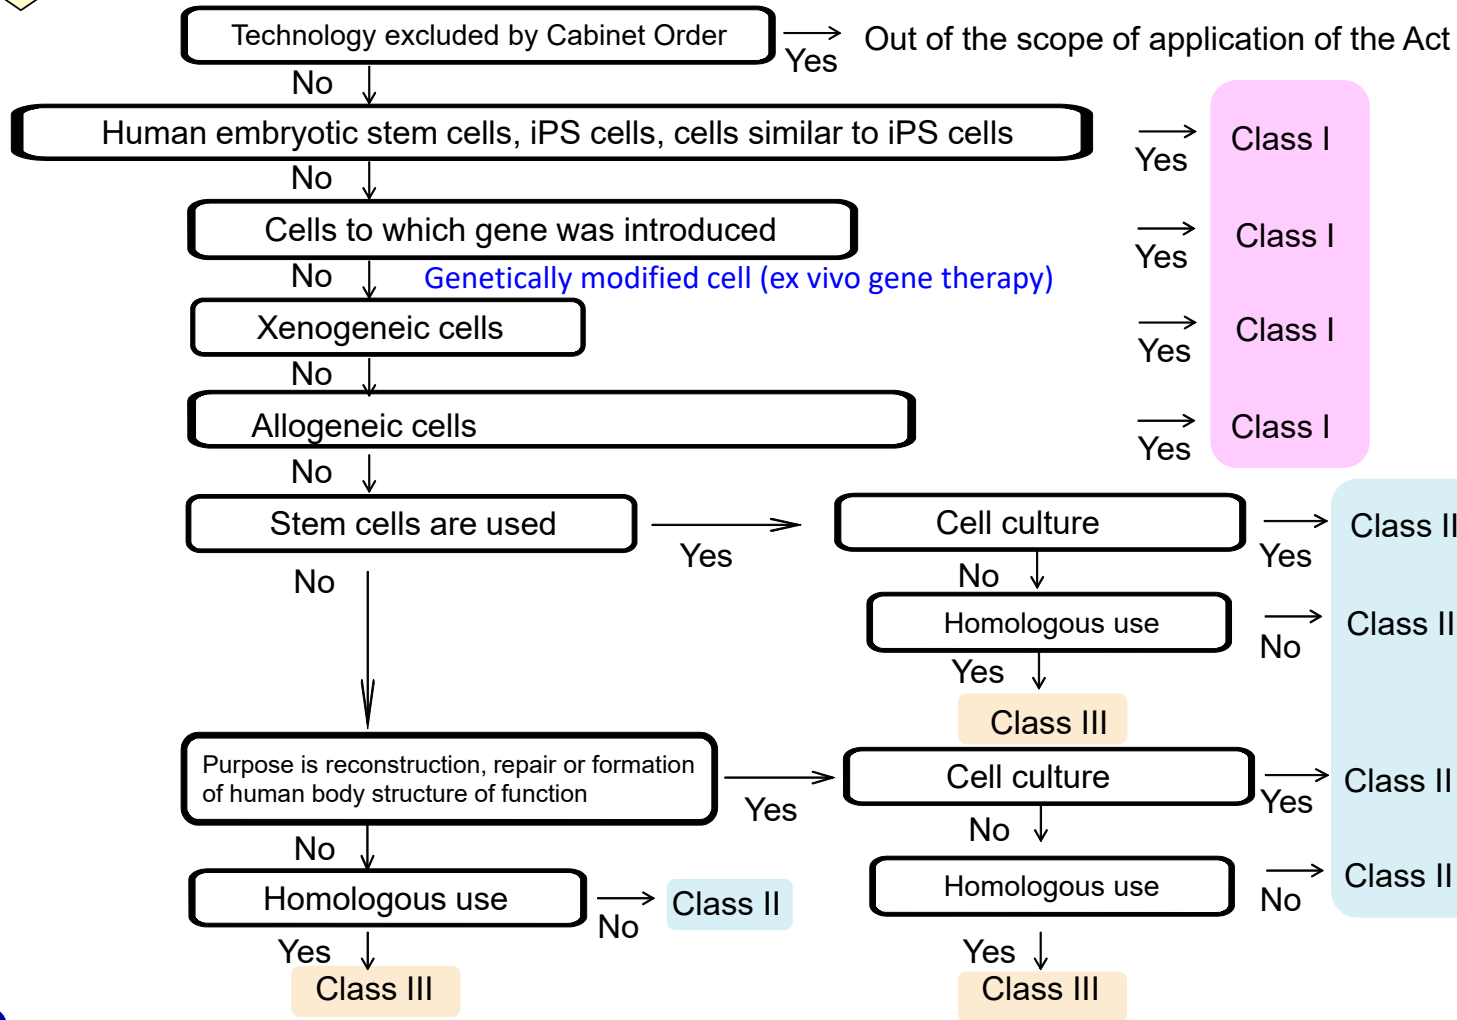 Technology excluded by Cabinet Order
Yes
Out of the scope of application of the Act
No
Human embryotic stem cells, iPS cells, cells similar to iPS cells
Yes
Class I
No
Cells to which gene was introduced
Yes
Class I
No
Genetically modified cell (ex vivo gene therapy)
Xenogeneic cells
Yes
Class I
No
Allogeneic cells
Yes
Class I
No
Stem cells are used
Yes
Cell culture
Yes
Class II
No
No
Homologous use
No
Class II
Yes
Class III
Purpose is reconstruction, repair or formation
of human body structure of function
Yes
Cell culture
Yes
Class II
No
No
Homologous use
No
Class II
Homologous use
No
Class II
Yes
Class III
Yes
Class III